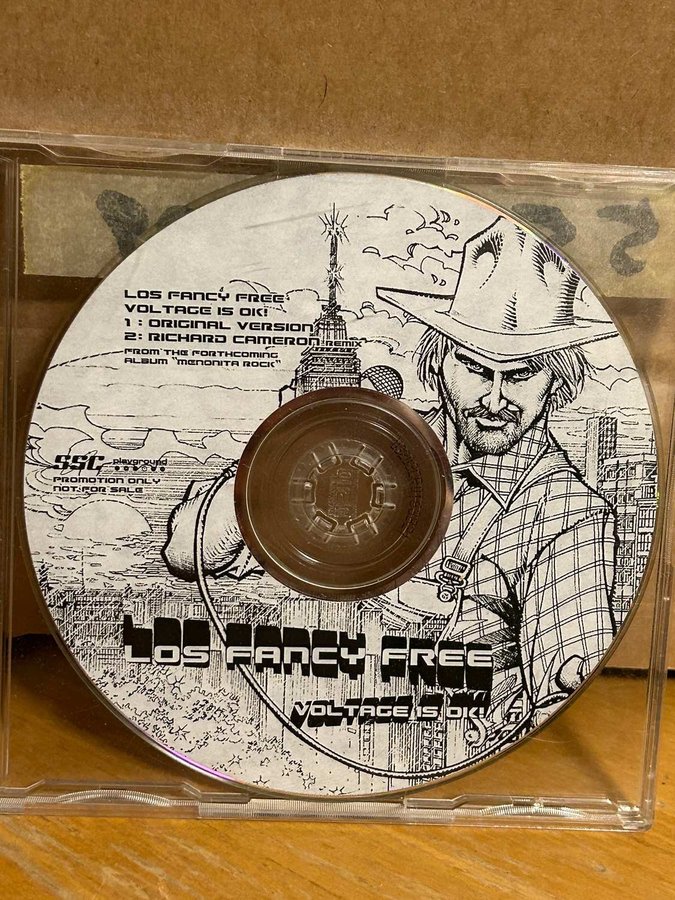 LOS FANCY FREE
VOLTAGE IS OK!
1: ORIGINAL VERSION
2: RICHARD CAMERON REMIX
FROM THE FORTHCOMING
ALBUM "MENONITA ROCK"
SSC playground
PROMOTION ONLY
NOT FOR SALE
LOS FANCY FREE
VOLTAGE IS OK!